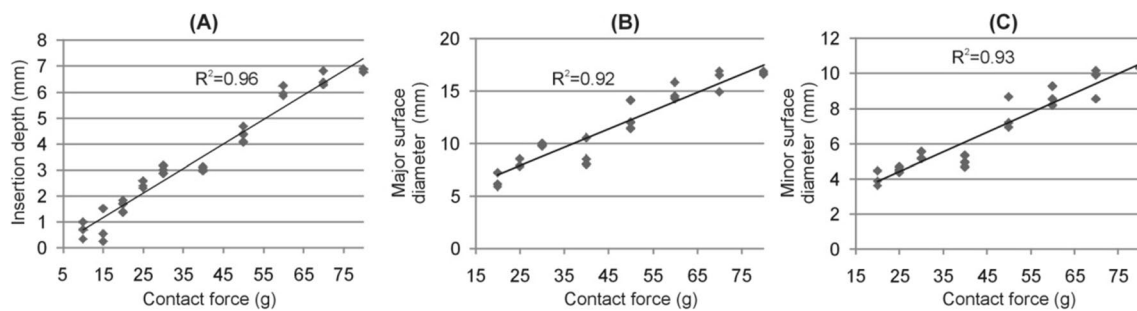 (A)
Insertion depth (mm)
8
7
6
5
4
3
2
1
0
R²=0.96
5 15 25 35 45 55 65 75
Contact force (g)
(B)
Major surface
diameter (mm)
20
15
10
5
0
R²=0.92
15 25 35 45 55 65 75
Contact force (g)
(C)
Minor surface
diameter (mm)
12
10
8
6
4
2
0
R²=0.93
15 25 35 45 55 65 75
Contact force (g)